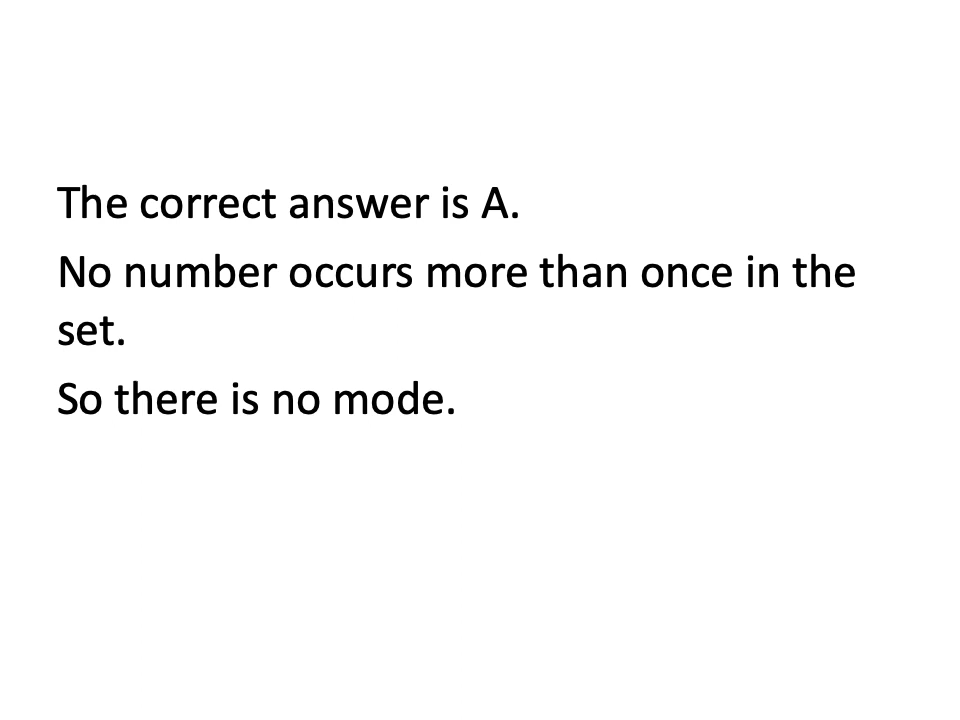 The correct answer is A.
No number occurs more than once in the
set.
So there is no mode.